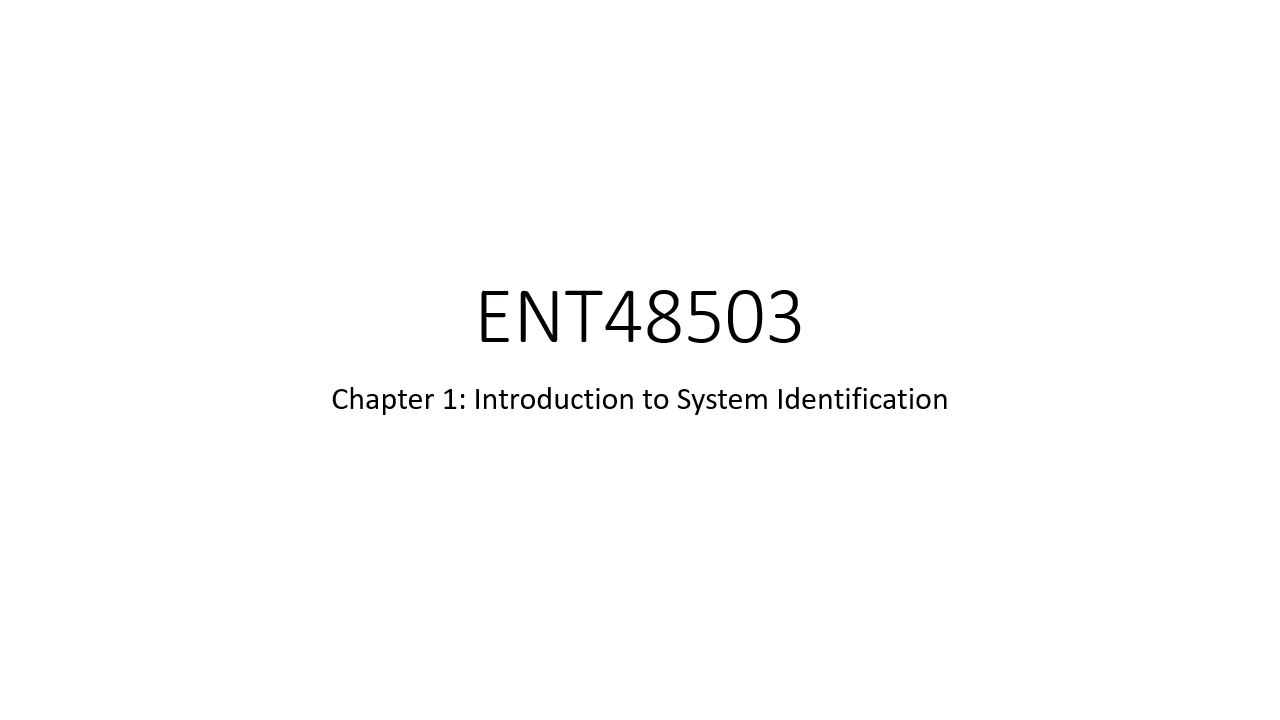 ENT48503
Chapter 1: Introduction to System Identification